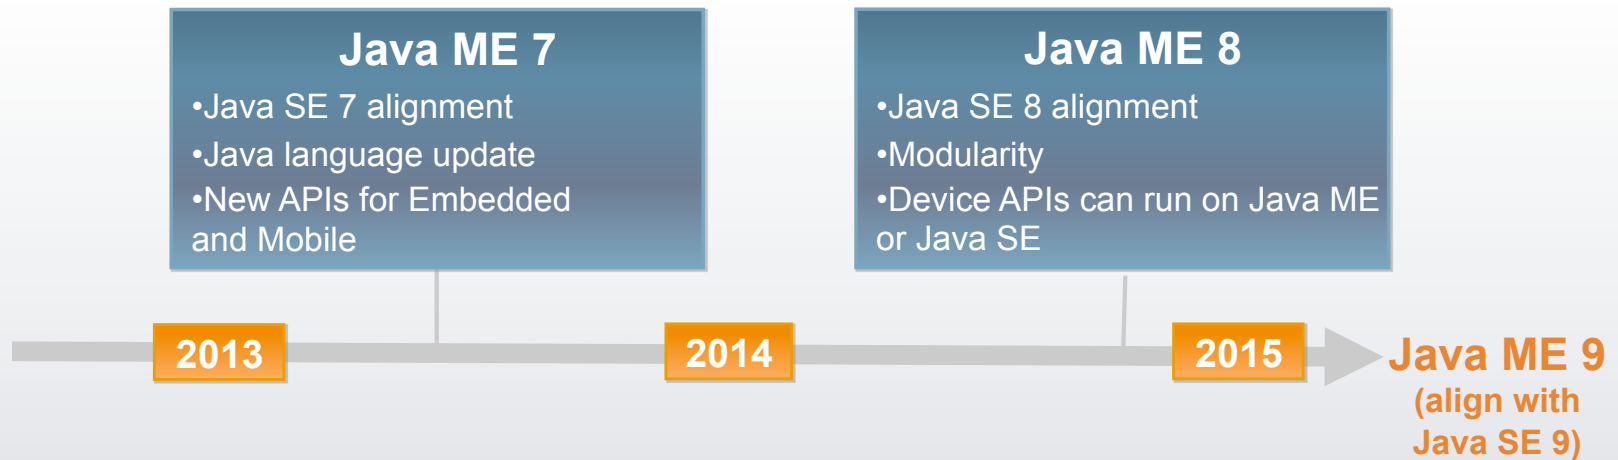 Java ME 7
•Java SE 7 alignment
•Java language update
•New APIs for Embedded
and Mobile
Java ME 8
•Java SE 8 alignment
•Modularity
•Device APIs can run on Java ME
or Java SE
2013
2014
2015
Java ME 9
(align with
Java SE 9)